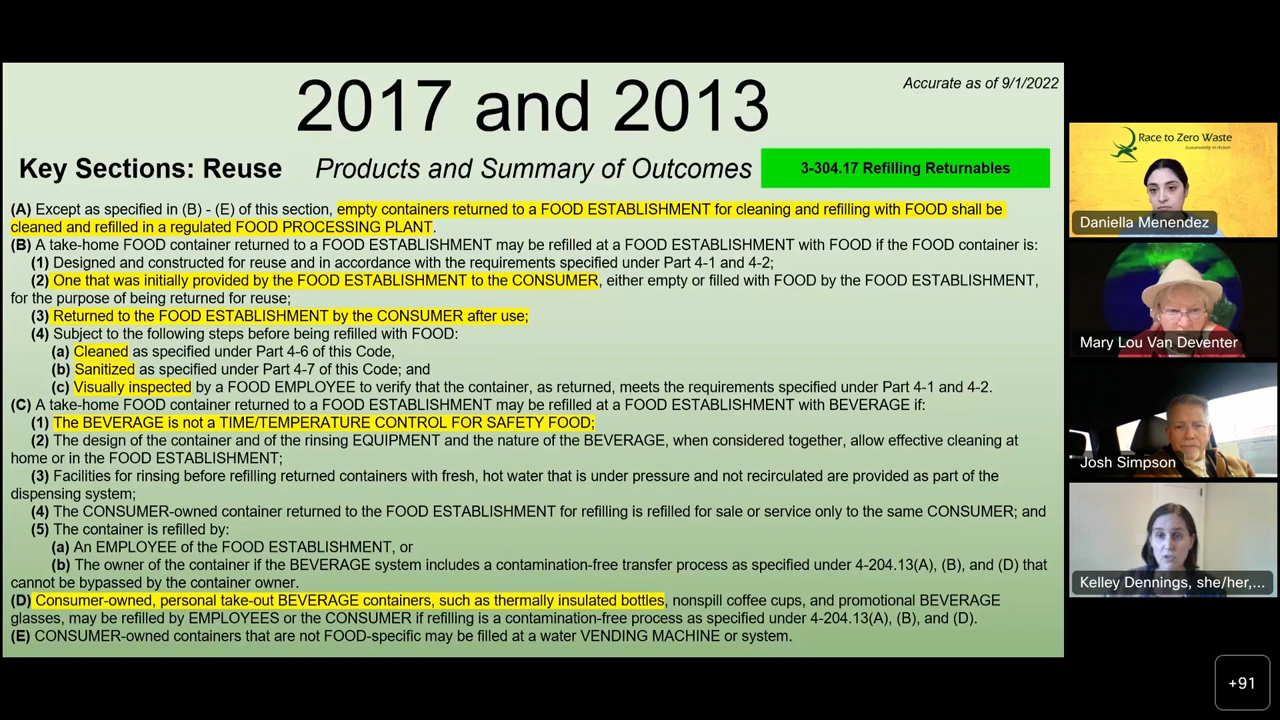 2017 and 2013
Accurate as of 9/1/2022
Key Sections: Reuse
Products and Summary of Outcomes
3-304.17 Refilling Returnables
(A) Except as specified in (B) - (E) of this section, empty containers returned to a FOOD ESTABLISHMENT for cleaning and refilling with FOOD shall be
cleaned and refilled in a regulated FOOD PROCESSING PLANT.
(B) A take-home FOOD container returned to a FOOD ESTABLISHMENT may be refilled at a FOOD ESTABLISHMENT with FOOD if the FOOD container is:
(1) Designed and constructed for reuse and in accordance with the requirements specified under Part 4-1 and 4-2;
(2) One that was initially provided by the FOOD ESTABLISHMENT to the CONSUMER, either empty or filled with FOOD by the FOOD ESTABLISHMENT,
for the purpose of being returned for reuse;
(3) Returned to the FOOD ESTABLISHMENT by the CONSUMER after use;
(4) Subject to the following steps before being refilled with FOOD:
(a) Cleaned as specified under Part 4-6 of this Code,
(b) Sanitized as specified under Part 4-7 of this Code; and
(c) Visually inspected by a FOOD EMPLOYEE to verify that the container, as returned, meets the requirements specified under Part 4-1 and 4-2.
(C) A take-home FOOD container returned to a FOOD ESTABLISHMENT may be refilled at a FOOD ESTABLISHMENT with BEVERAGE if:
(1) The BEVERAGE is not a TIME/TEMPERATURE CONTROL FOR SAFETY FOOD;
(2) The design of the container and of the rinsing EQUIPMENT and the nature of the BEVERAGE, when considered together, allow effective cleaning at
home or in the FOOD ESTABLISHMENT;
(3) Facilities for rinsing before refilling returned containers with fresh, hot water that is under pressure and not recirculated are provided as part of the
dispensing system;
(4) The CONSUMER-owned container returned to the FOOD ESTABLISHMENT for refilling is refilled for sale or service only to the same CONSUMER; and
(5) The container is refilled by:
(a) An EMPLOYEE of the FOOD ESTABLISHMENT, or
(b) The owner of the container if the BEVERAGE system includes a contamination-free transfer process as specified under 4-204.13(A), (B), and (D) that
cannot be bypassed by the container owner.
(D) Consumer-owned, personal take-out BEVERAGE containers, such as thermally insulated bottles, nonspill coffee cups, and promotional BEVERAGE
glasses, may be refilled by EMPLOYEES or the CONSUMER if refilling is a contamination-free process as specified under 4-204.13(A), (B), and (D).
(E) CONSUMER-owned containers that are not FOOD-specific may be filled at a water VENDING MACHINE or system.
Race to Zero Waste
Sustainability-in-Action
Daniella Menendez
Mary Lou Van Deventer
Josh Simpson
Kelley Dennings, she/her,...
+91